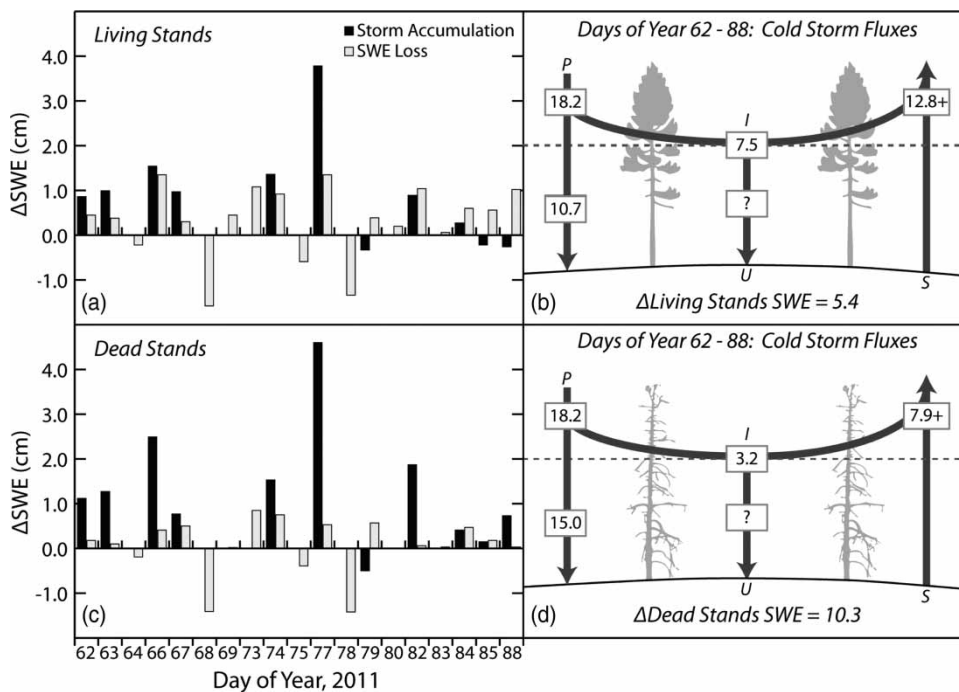 Living Stands
Storm Accumulation
SWE Loss
4.0
3.0
2.0
1.0
0.0
-1.0
ΔSWE (cm)
(a)
Days of Year 62 - 88: Cold Storm Fluxes
P
18.2
I
7.5
12.8+
10.7
?
U
S
(b)
ΔLiving Stands SWE = 5.4
Dead Stands
4.0
3.0
2.0
1.0
0.0
-1.0
ΔSWE (cm)
(c)
62 63 64 66 67 68 69 73 74 75 77 78 79 80 82 83 84 85 88
Day of Year, 2011
Days of Year 62 - 88: Cold Storm Fluxes
P
18.2
I
3.2
7.9+
15.0
?
U
S
(d)
ΔDead Stands SWE = 10.3